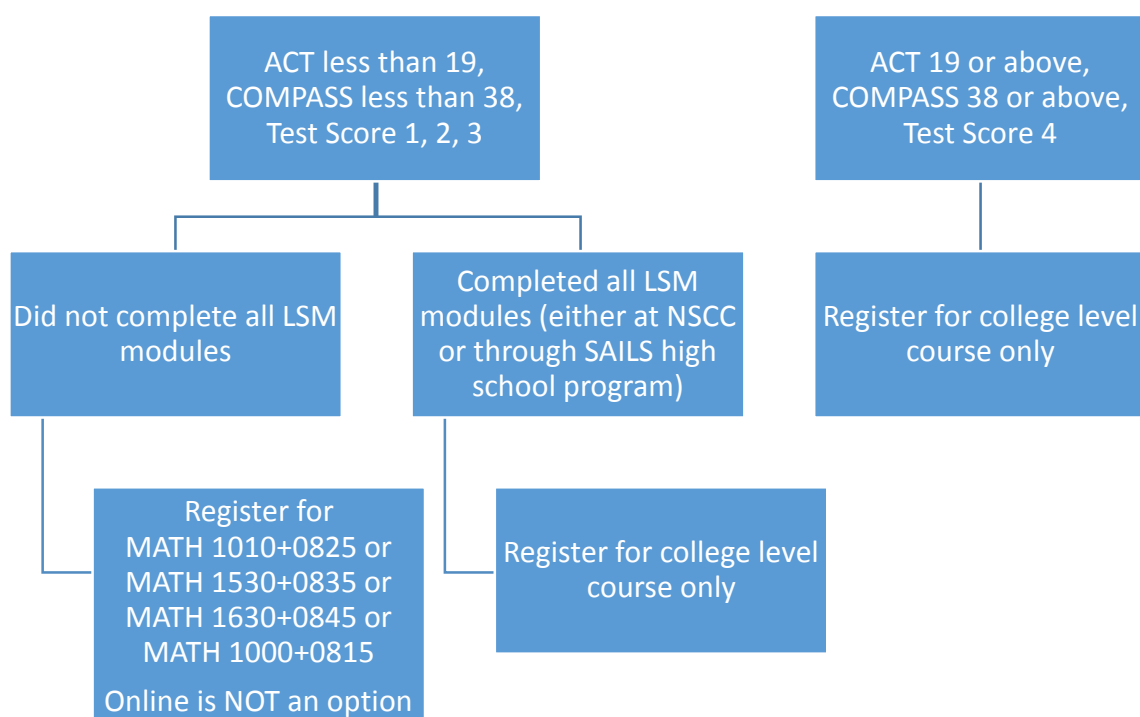 ACT less than 19,
COMPASS less than 38,
Test Score 1, 2, 3
ACT 19 or above,
COMPASS 38 or above,
Test Score 4
Did not complete all LSM
modules
Completed all LSM
modules (either at NSCC
or through SAILS high
school program)
Register for college level
course only
Register for
MATH 1010+0825 or
MATH 1530+0835 or
MATH 1630+0845 or
MATH 1000+0815
Online is NOT an option
Register for college level
course only